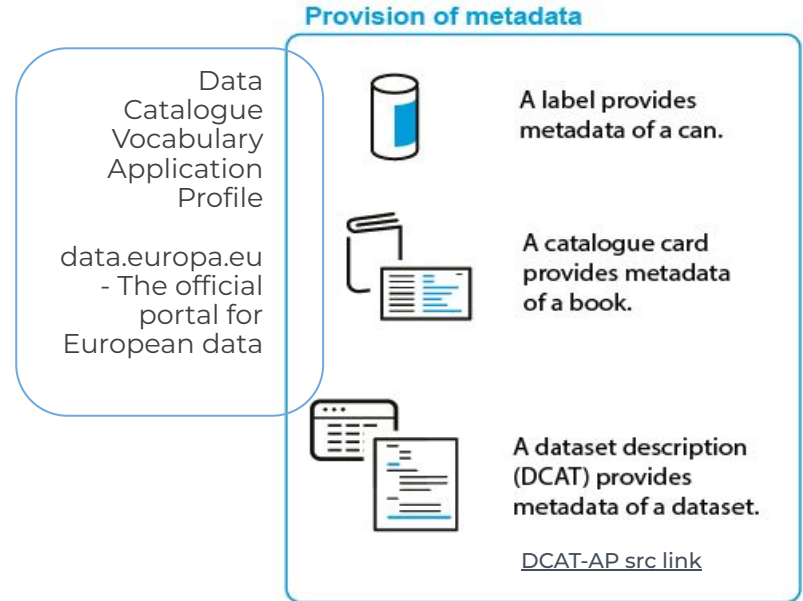 Provision of metadata
Data
Catalogue
Vocabulary
Application
Profile
data.europa.eu
- The official
portal for
European data
A label provides
metadata of a can.
A catalogue card
provides metadata
of a book.
A dataset description
(DCAT) provides
metadata of a dataset.
DCAT-AP src link